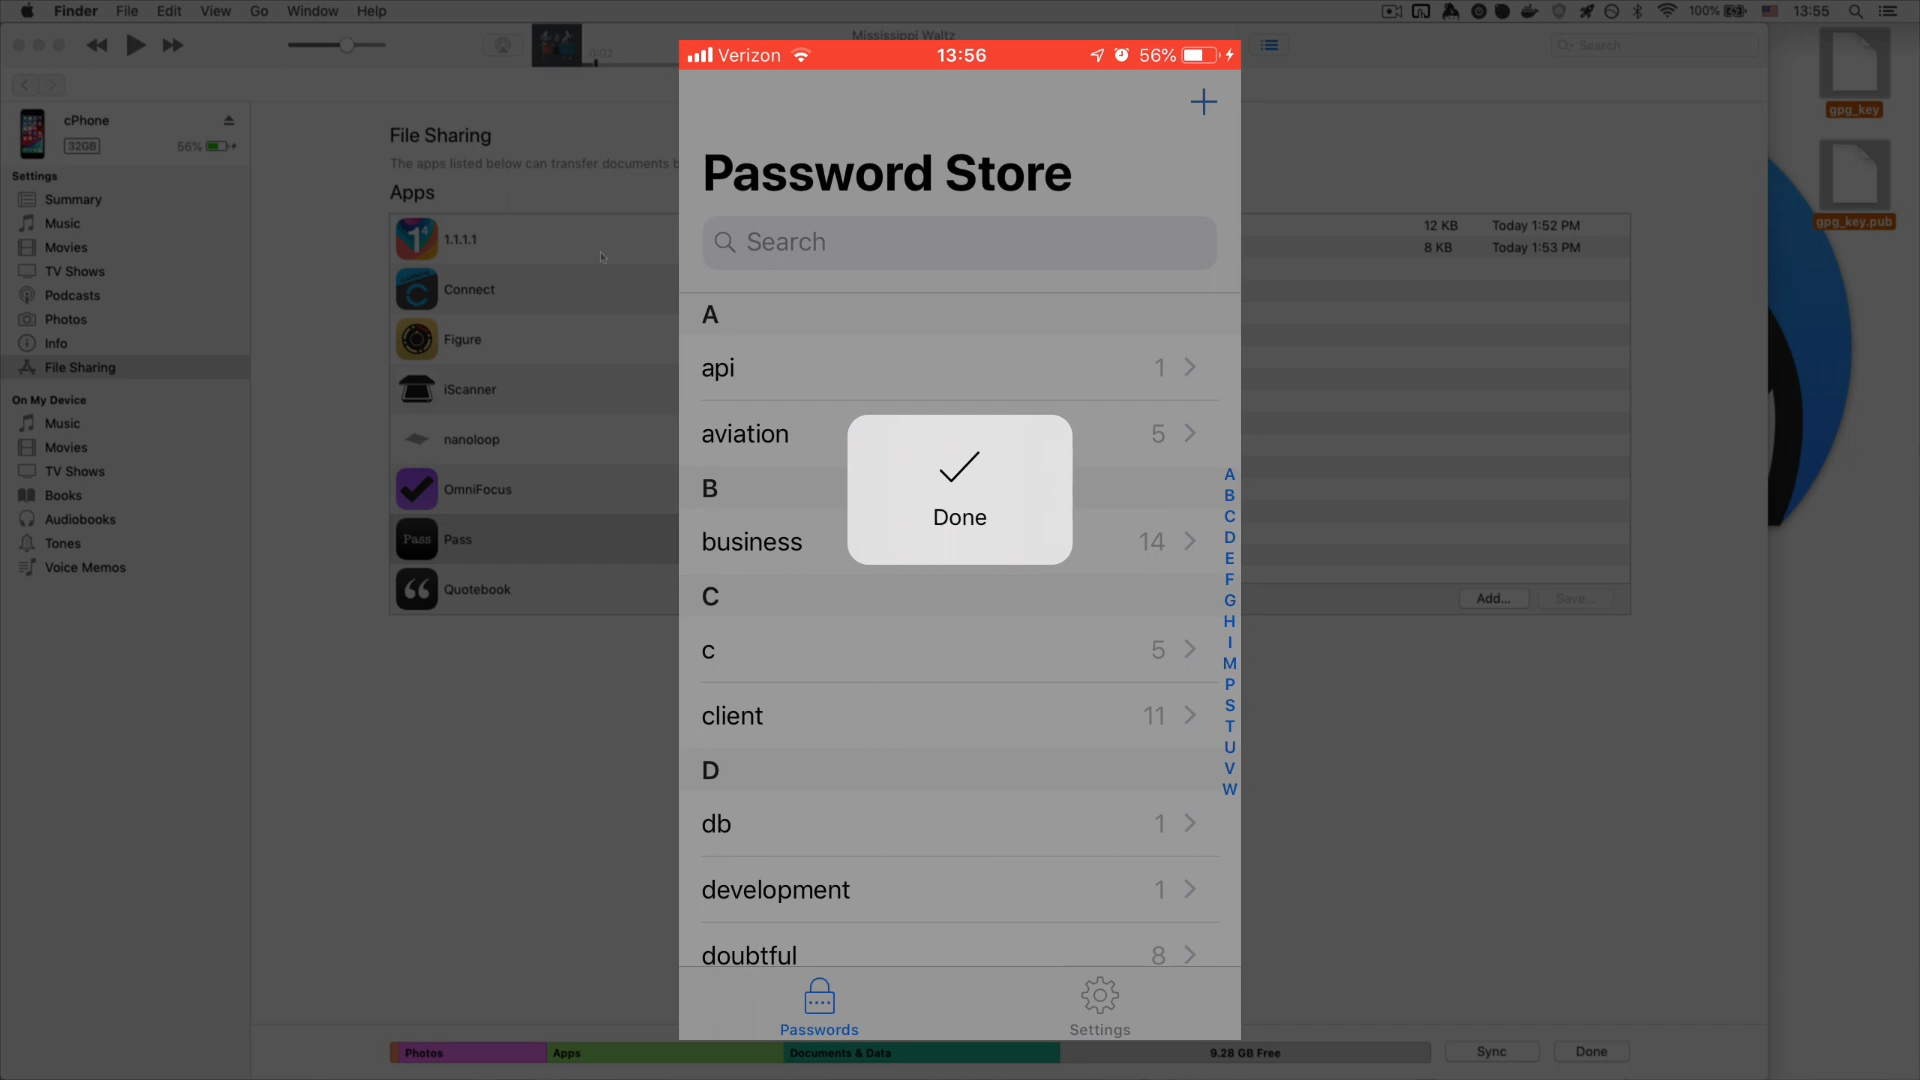 Finder File Edit View Go Window Help
100% 13:55
Mississippi Waltz
0:02
Search
cPhone
32GB 56%
Settings
Summary
Music
Movies
TV Shows
Podcasts
Photos
Info
File Sharing
On My Device
Music
Movies
TV Shows
Books
Audiobooks
Tones
Voice Memos
File Sharing
The apps listed below can transfer documents b
Apps
1.1.1.1
Connect
Figure
iScanner
nanoloop
OmniFocus
Pass Pass
Quotebook
Verizon 13:56 56%
Password Store
Search
A
api 1
aviation 5
B
business 14
C
c 5
client 11
D
db 1
development 1
doubtful 8
Done
A
B
C
D
E
F
G
H
I
M
P
S
T
U
V
W
Passwords Settings
12 KB Today 1:52 PM
8 KB Today 1:53 PM
Add... Save...
gpg_key
gpg_key.pub
Photos Apps Documents & Data 9.28 GB Free Sync Done